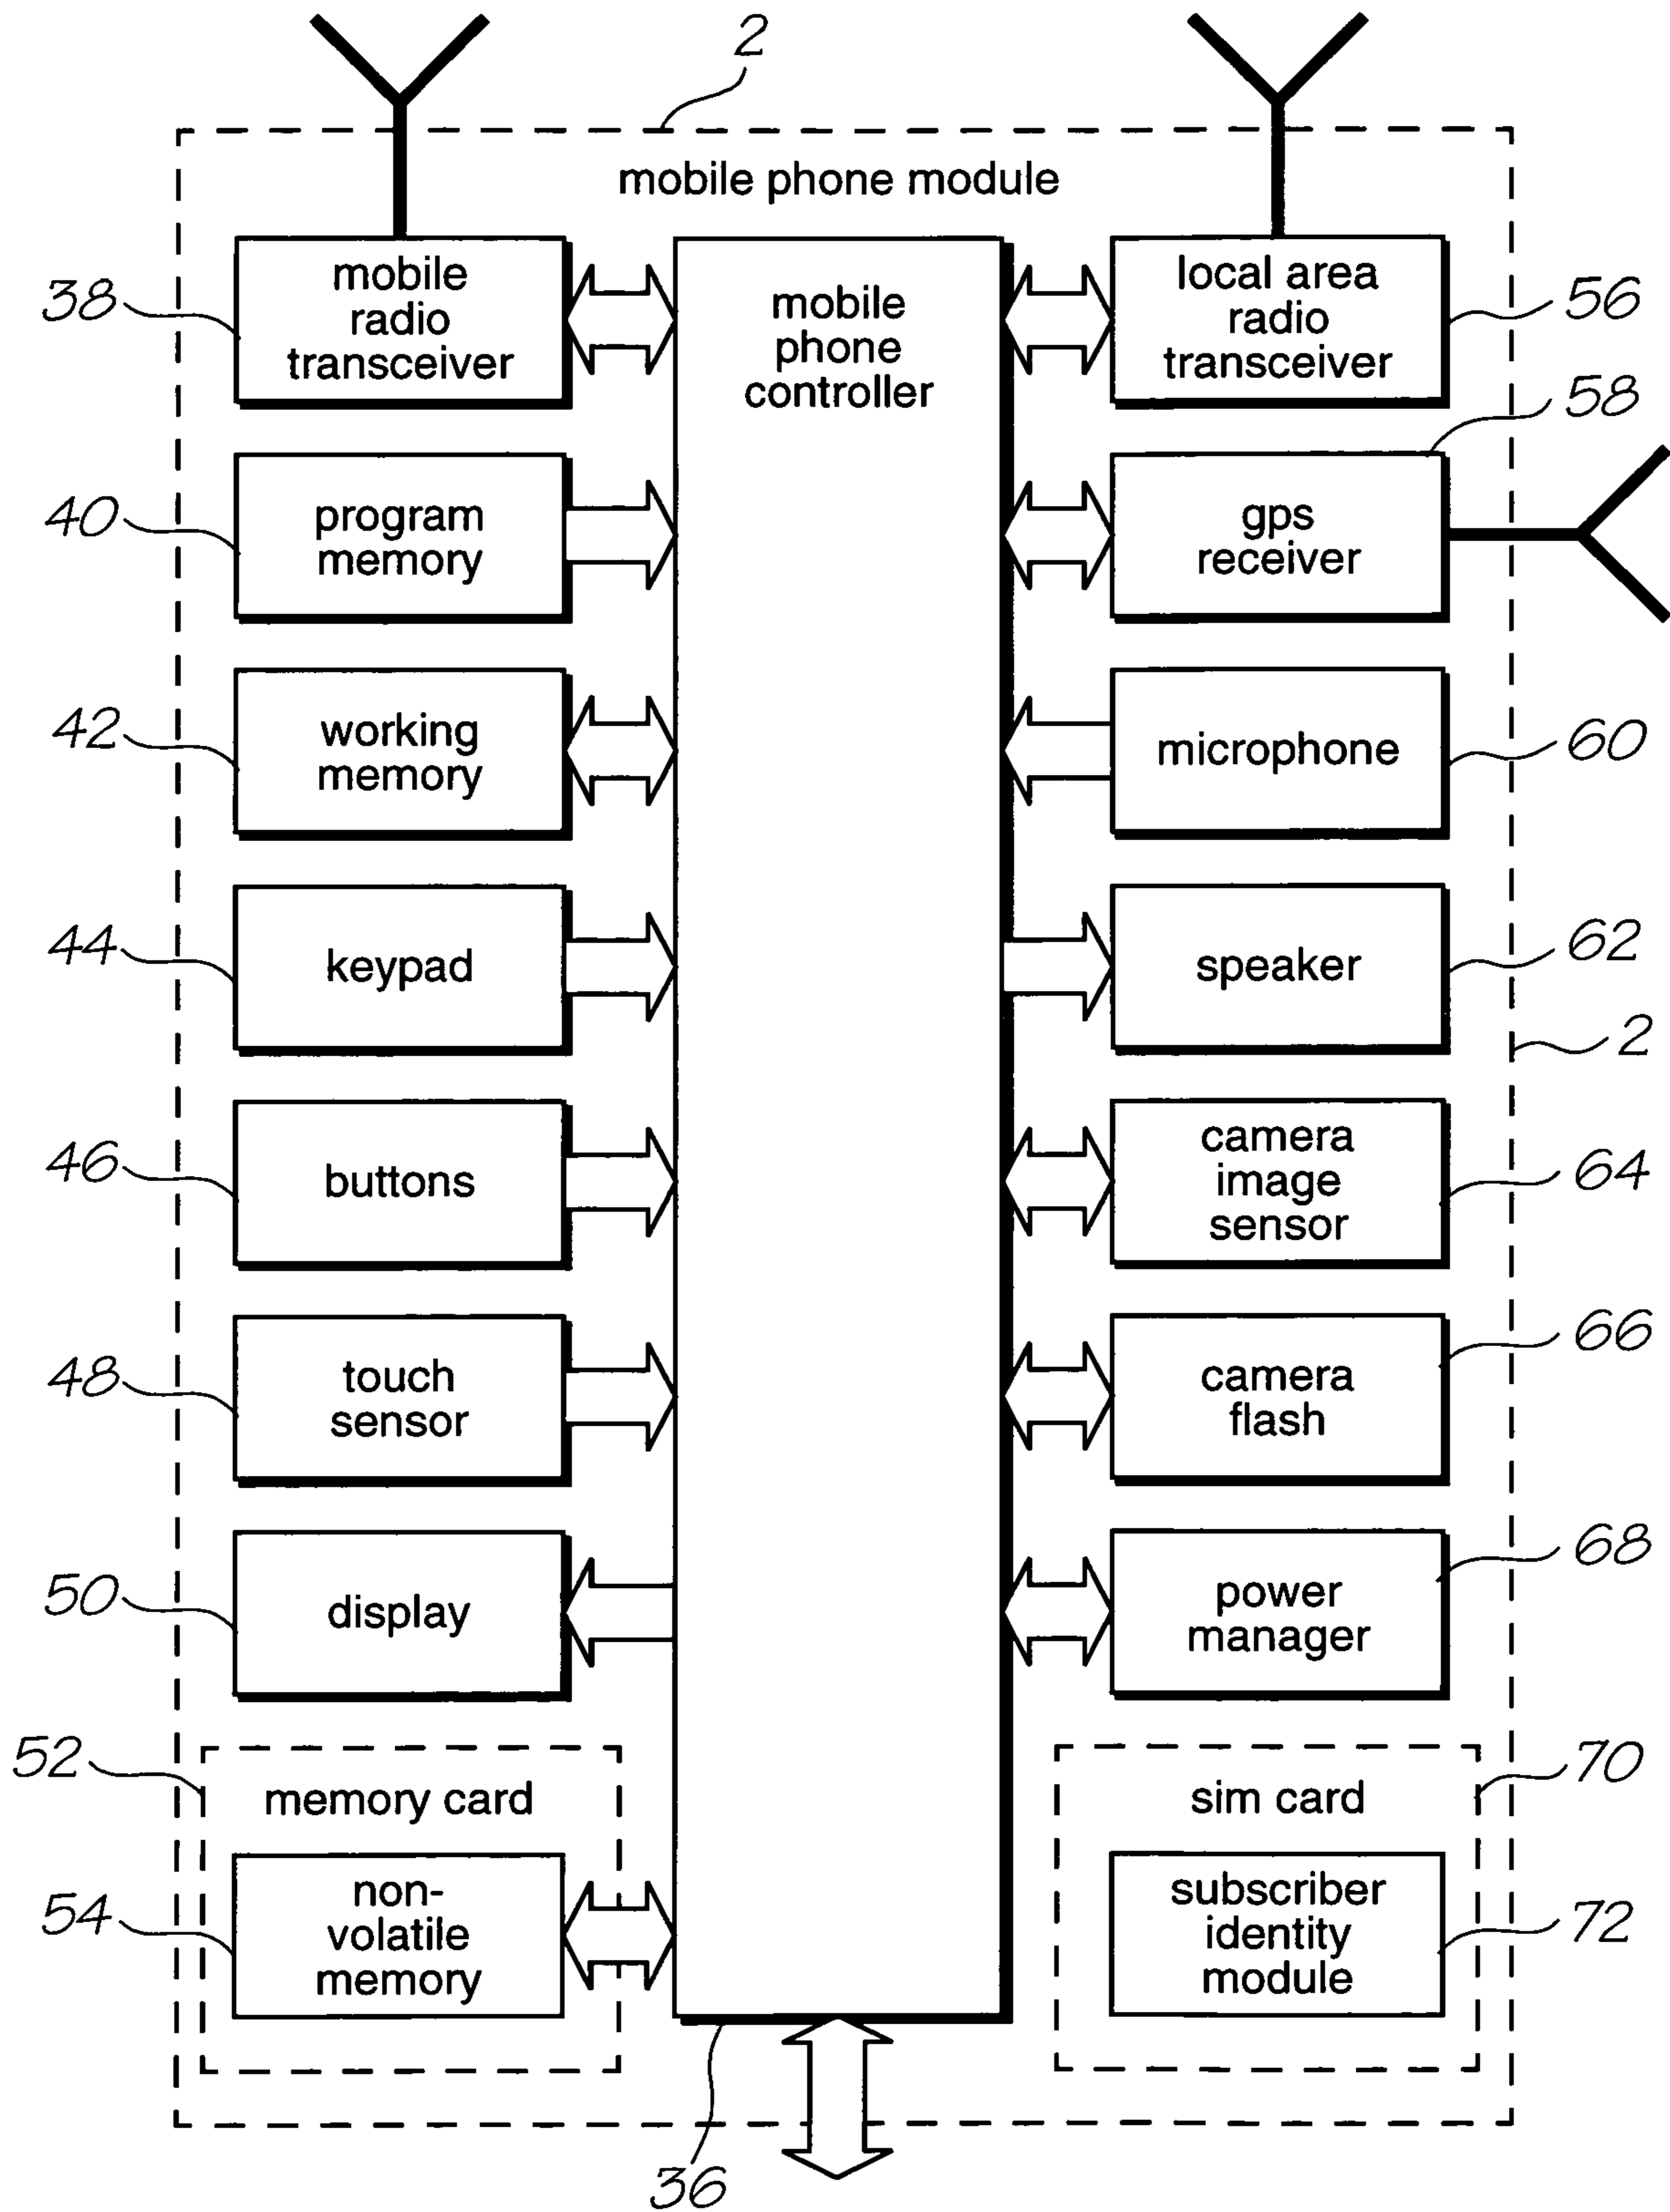 2
mobile phone module
38
mobile
radio
transceiver
mobile
phone
controller
local area
radio
transceiver
56
58
40
program
memory
gps
receiver
42
working
memory
microphone
60
44
keypad
speaker
62
2
46
buttons
camera
image
sensor
64
48
touch
sensor
camera
flash
66
50
display
power
manager
68
52
memory card
sim card
70
54
non-
volatile
memory
subscriber
identity
module
72
36